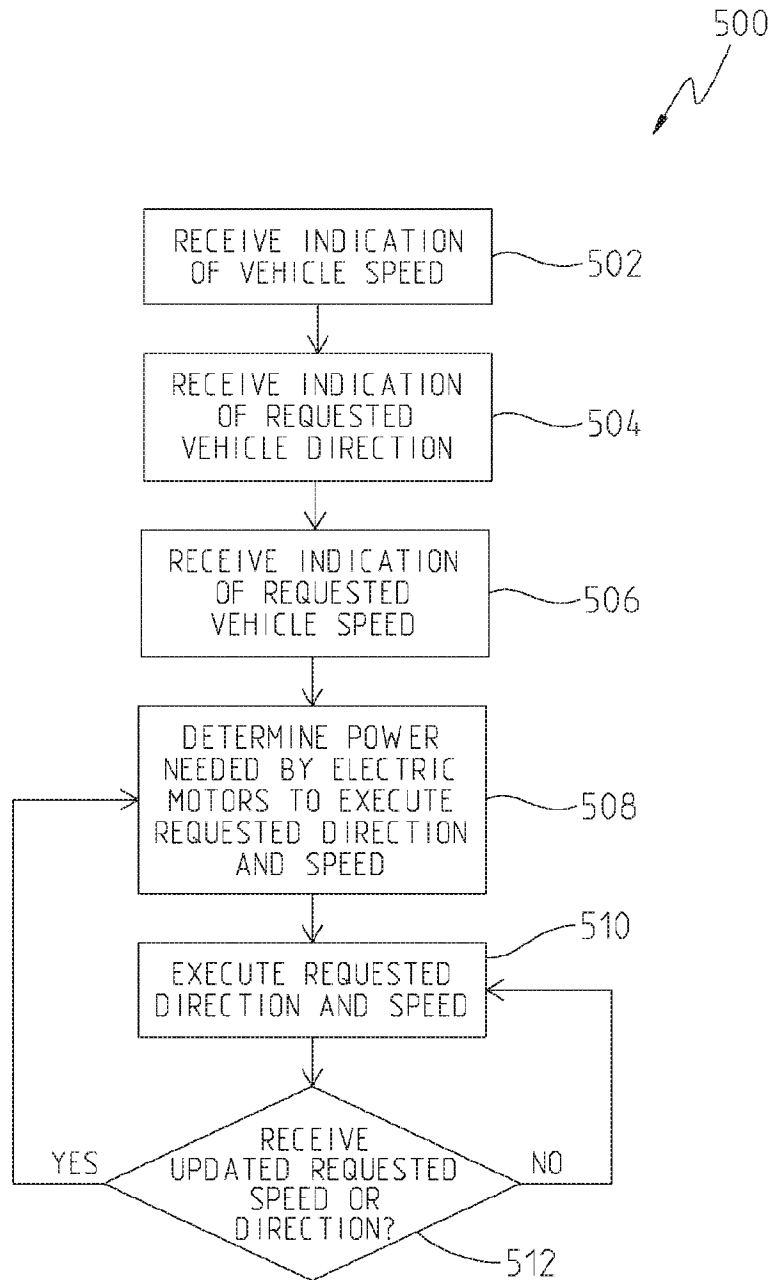 500
RECEIVE INDICATION
OF VEHICLE SPEED
502
RECEIVE INDICATION
OF REQUESTED
VEHICLE DIRECTION
504
RECEIVE INDICATION
OF REQUESTED
VEHICLE SPEED
506
DETERMINE POWER
NEEDED BY ELECTRIC
MOTORS TO EXECUTE
REQUESTED DIRECTION
AND SPEED
508
510
EXECUTE REQUESTED
DIRECTION AND SPEED
YES
RECEIVE
UPDATED REQUESTED
SPEED OR
DIRECTION?
NO
512